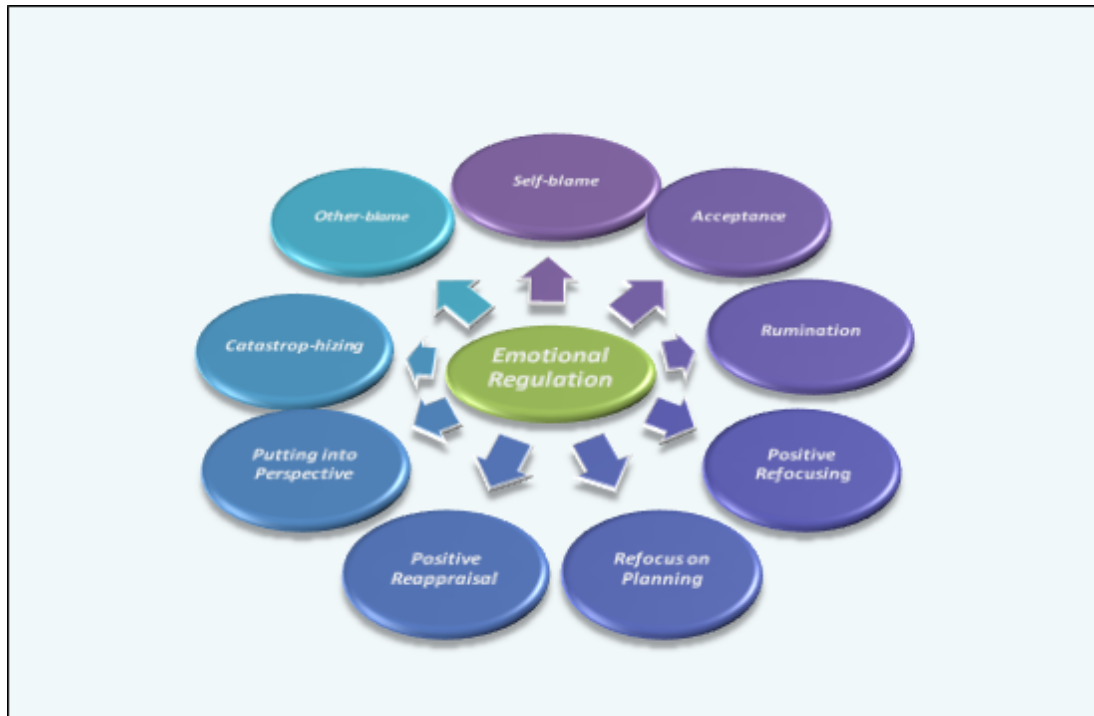 Self-blame
Other-blame
Acceptance
Catastrop-hizing
Emotional
Regulation
Rumination
Putting into
Perspective
Positive
Refocusing
Positive
Reappraisal
Refocus on
Planning